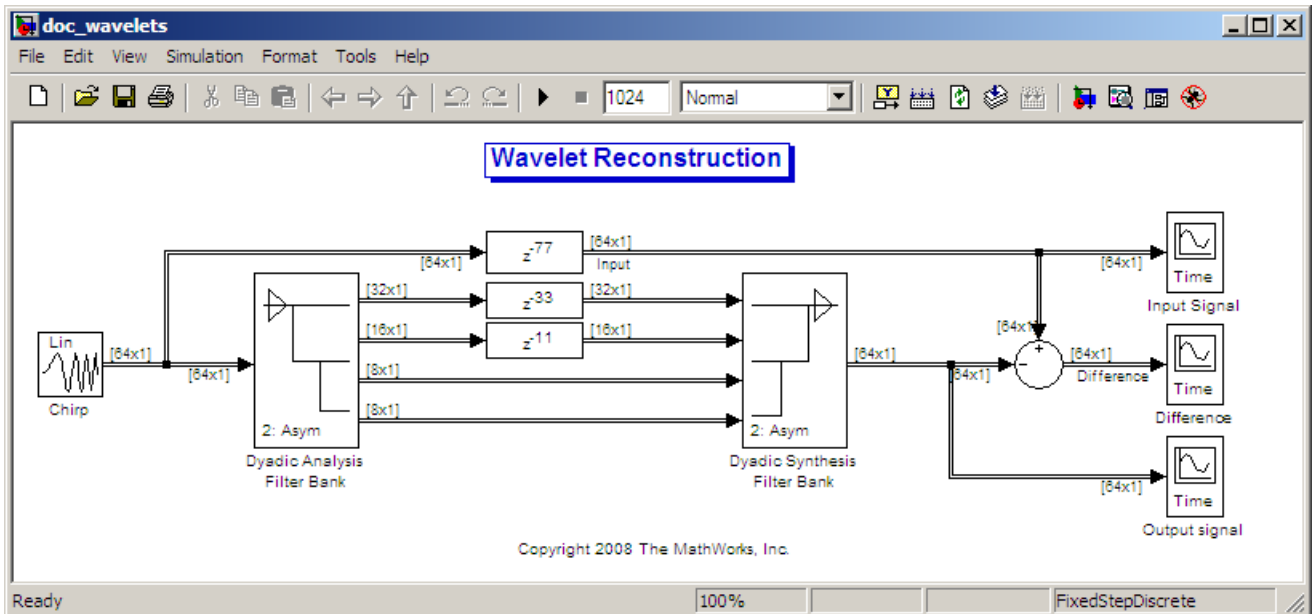 doc_wavelets
File Edit View Simulation Format Tools Help
1024 Normal
Wavelet Reconstruction
z-77
[64x1]
Input
[64x1]
[64x1]
Time
Input Signal
[32x1]
z-33
[32x1]
[16x1]
z-11
[16x1]
[8x1]
[8x1]
Lin
Chirp
[64x1]
[64x1]
2: Asym
Dyadic Analysis
Filter Bank
2: Asym
Dyadic Synthesis
Filter Bank
[64x1]
[64x1]
[64x1]
+
−
[64x1]
Difference
Time
Difference
[64x1]
Time
Output signal
Copyright 2008 The MathWorks, Inc.
Ready 100% FixedStepDiscrete